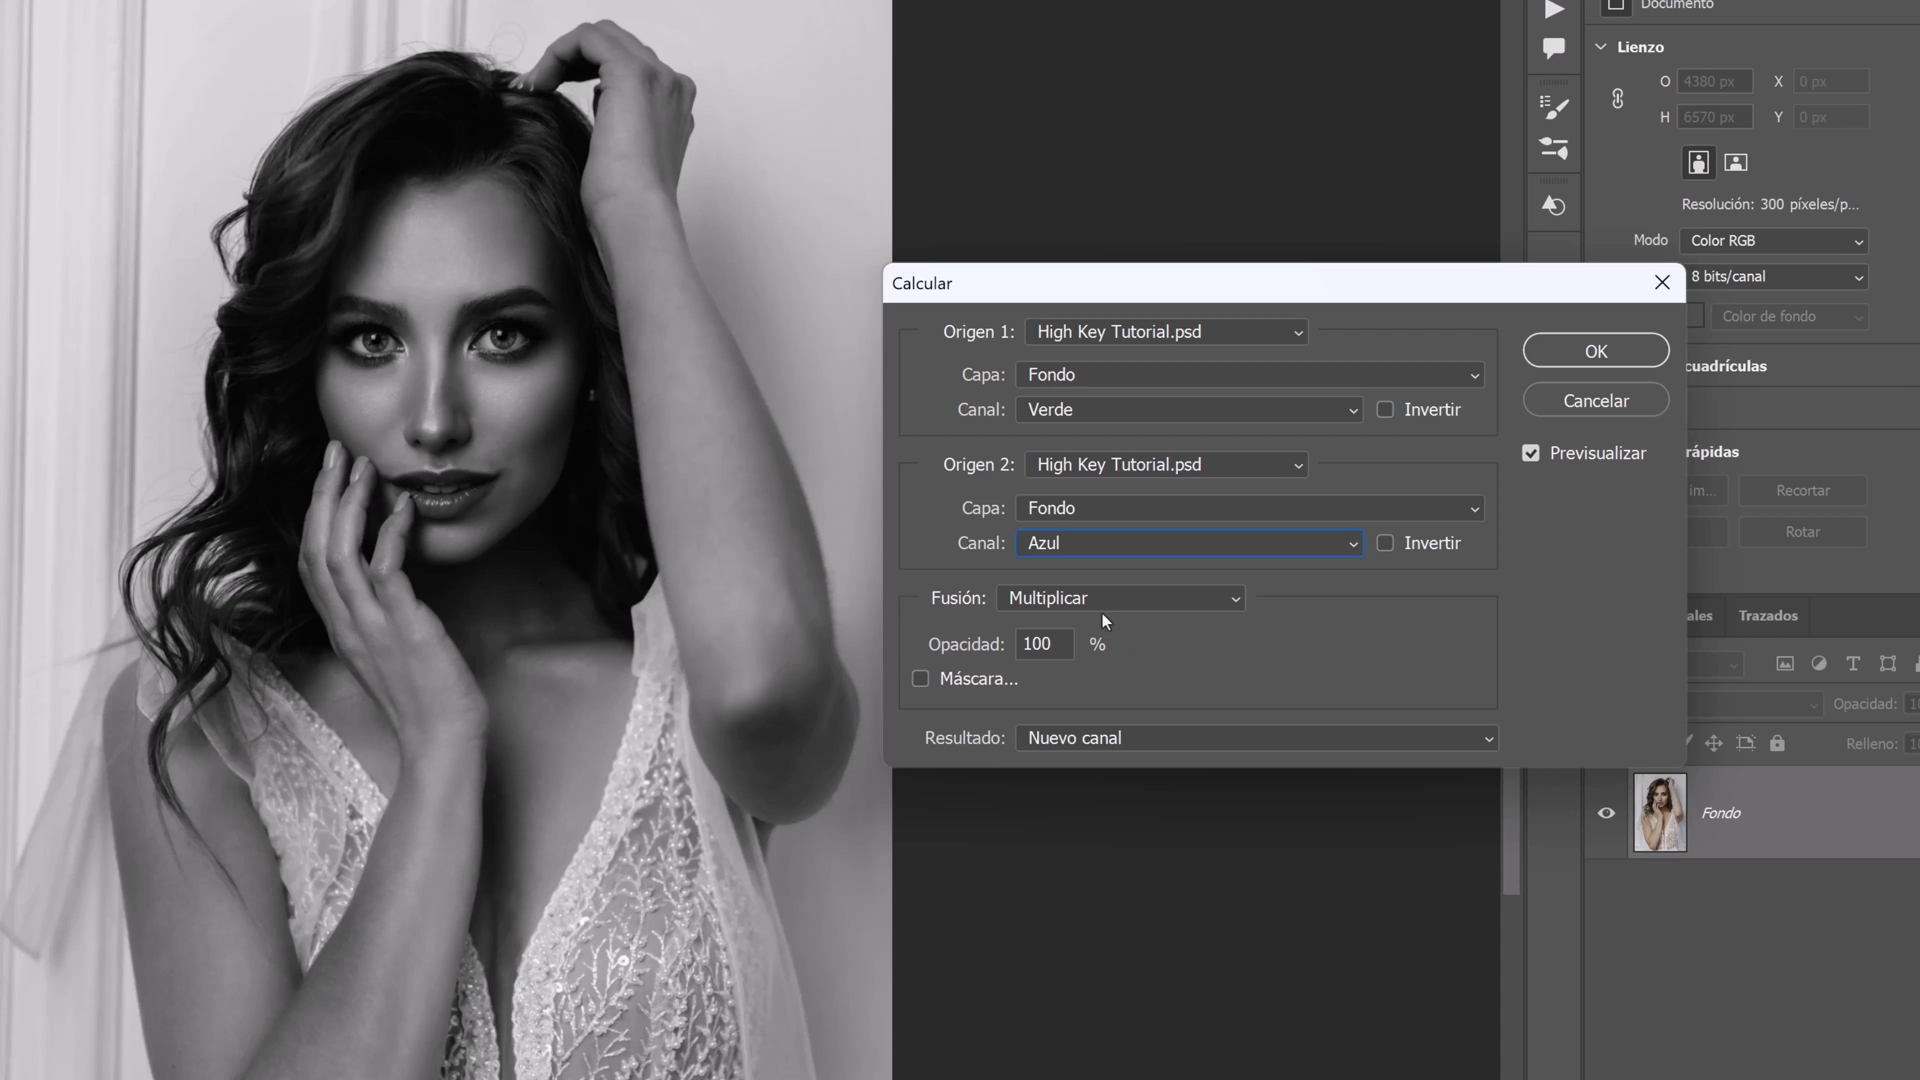 Documento
Lienzo
O 4380 px X 0 px
H 6570 px Y 0 px
Resolución: 300 píxeles/p...
Modo Color RGB
8 bits/canal
Color de fondo
cuadrículas
rápidas
im... Recortar
Rotar
Calcular
Origen 1: High Key Tutorial.psd
Capa: Fondo
Canal: Verde Invertir
Origen 2: High Key Tutorial.psd
Capa: Fondo
Canal: Azul Invertir
Fusión: Multiplicar
Opacidad: 100 %
Máscara...
Resultado: Nuevo canal
OK
Cancelar
Previsualizar
ales Trazados
Opacidad: 10
Relleno: 10
Fondo